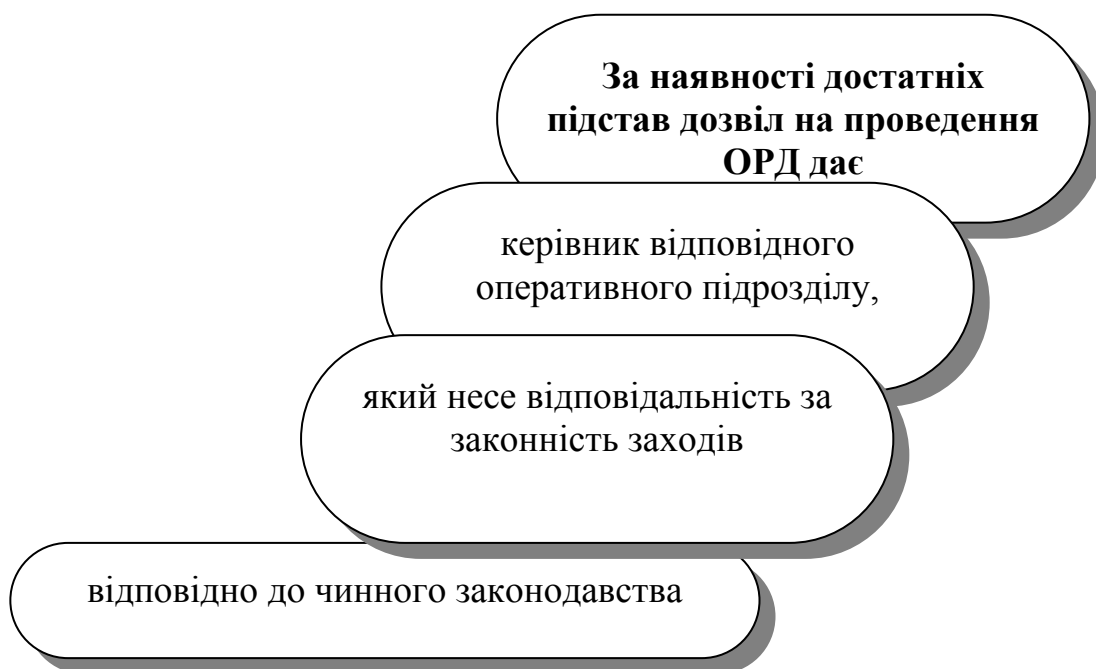 За наявності достатніх
підстав дозвіл на проведення
ОРД дає
керівник відповідного
оперативного підрозділу,
який несе відповідальність за
законність заходів
відповідно до чинного законодавства